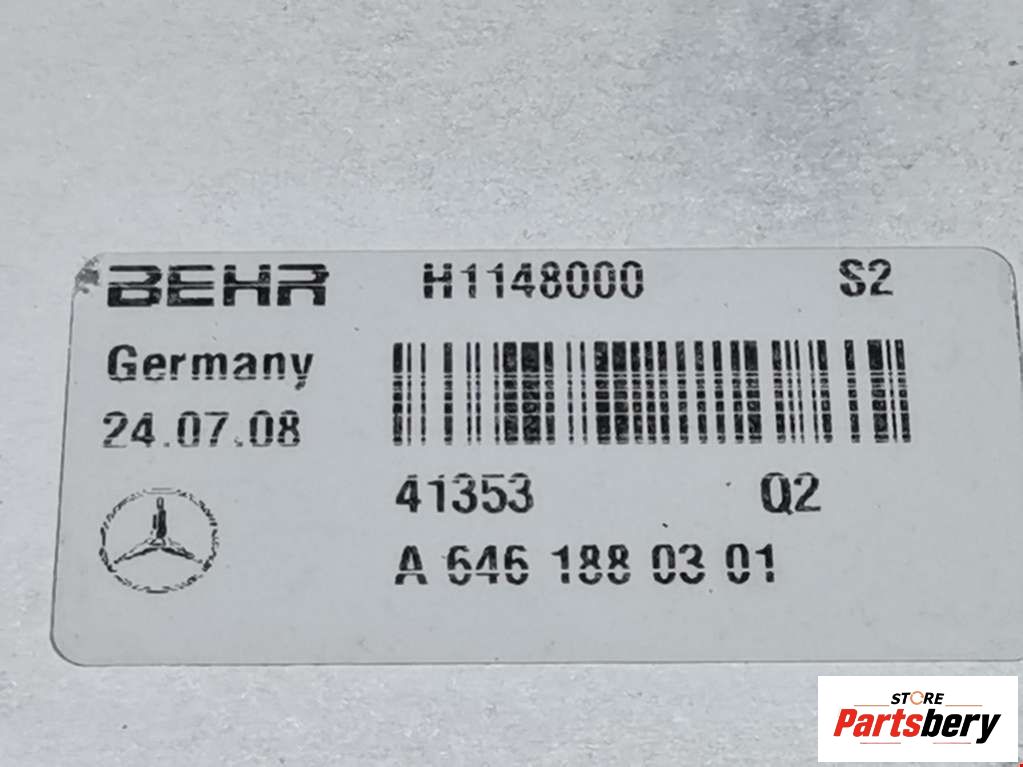 BEHR H1148000 S2
Germany
24.07.08
41353 Q2
A 646 188 03 01
STORE
Partsbery